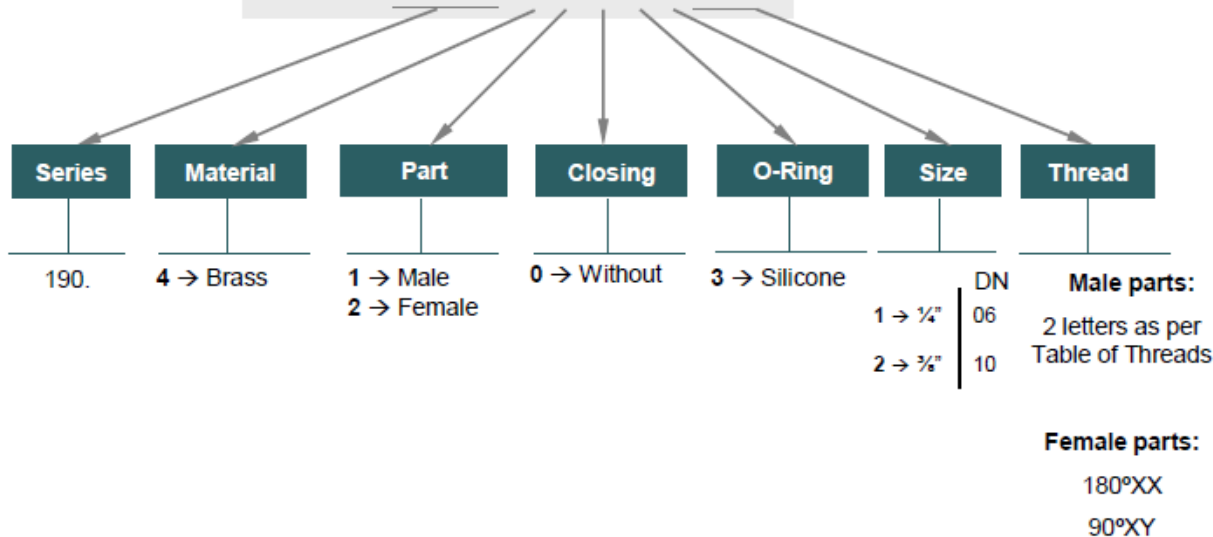 Series Material Part Closing O-Ring Size Thread
190.
4 → Brass
1 → Male
2 → Female
0 → Without
3 → Silicone
DN
1 → ¼” 06
2 → ⅜” 10
Male parts:
2 letters as per
Table of Threads
Female parts:
180ºXX
90ºXY